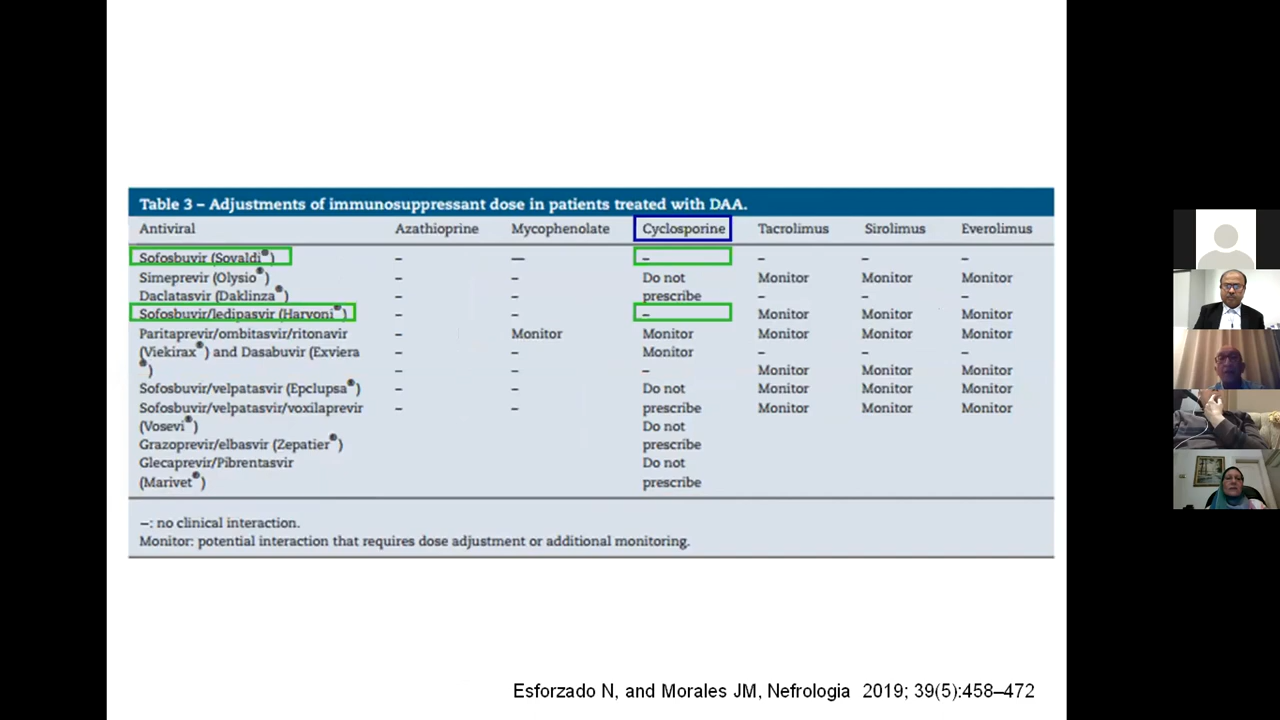 Table 3 – Adjustments of immunosuppressant dose in patients treated with DAA.
Antiviral Azathioprine Mycophenolate Cyclosporine Tacrolimus Sirolimus Everolimus
Sofosbuvir (Sovaldi®) – — – – – –
Simeprevir (Olysio®) – – Do not Monitor Monitor Monitor
Daclatasvir (Daklinza®) – – prescribe – – –
Sofosbuvir/ledipasvir (Harvoni®) – – – Monitor Monitor Monitor
Paritaprevir/ombitasvir/ritonavir – Monitor Monitor Monitor Monitor Monitor
(Viekirax®) and Dasabuvir (Exviera – – Monitor – – –
®) – – – Monitor Monitor Monitor
Sofosbuvir/velpatasvir (Epclupsa®) – – Do not Monitor Monitor Monitor
Sofosbuvir/velpatasvir/voxilaprevir – – prescribe Monitor Monitor Monitor
(Vosevi®) Do not
Grazoprevir/elbasvir (Zepatier®) prescribe
Glecaprevir/Pibrentasvir Do not
(Marivet®) prescribe
–: no clinical interaction.
Monitor: potential interaction that requires dose adjustment or additional monitoring.
Esforzado N, and Morales JM, Nefrologia 2019; 39(5):458–472